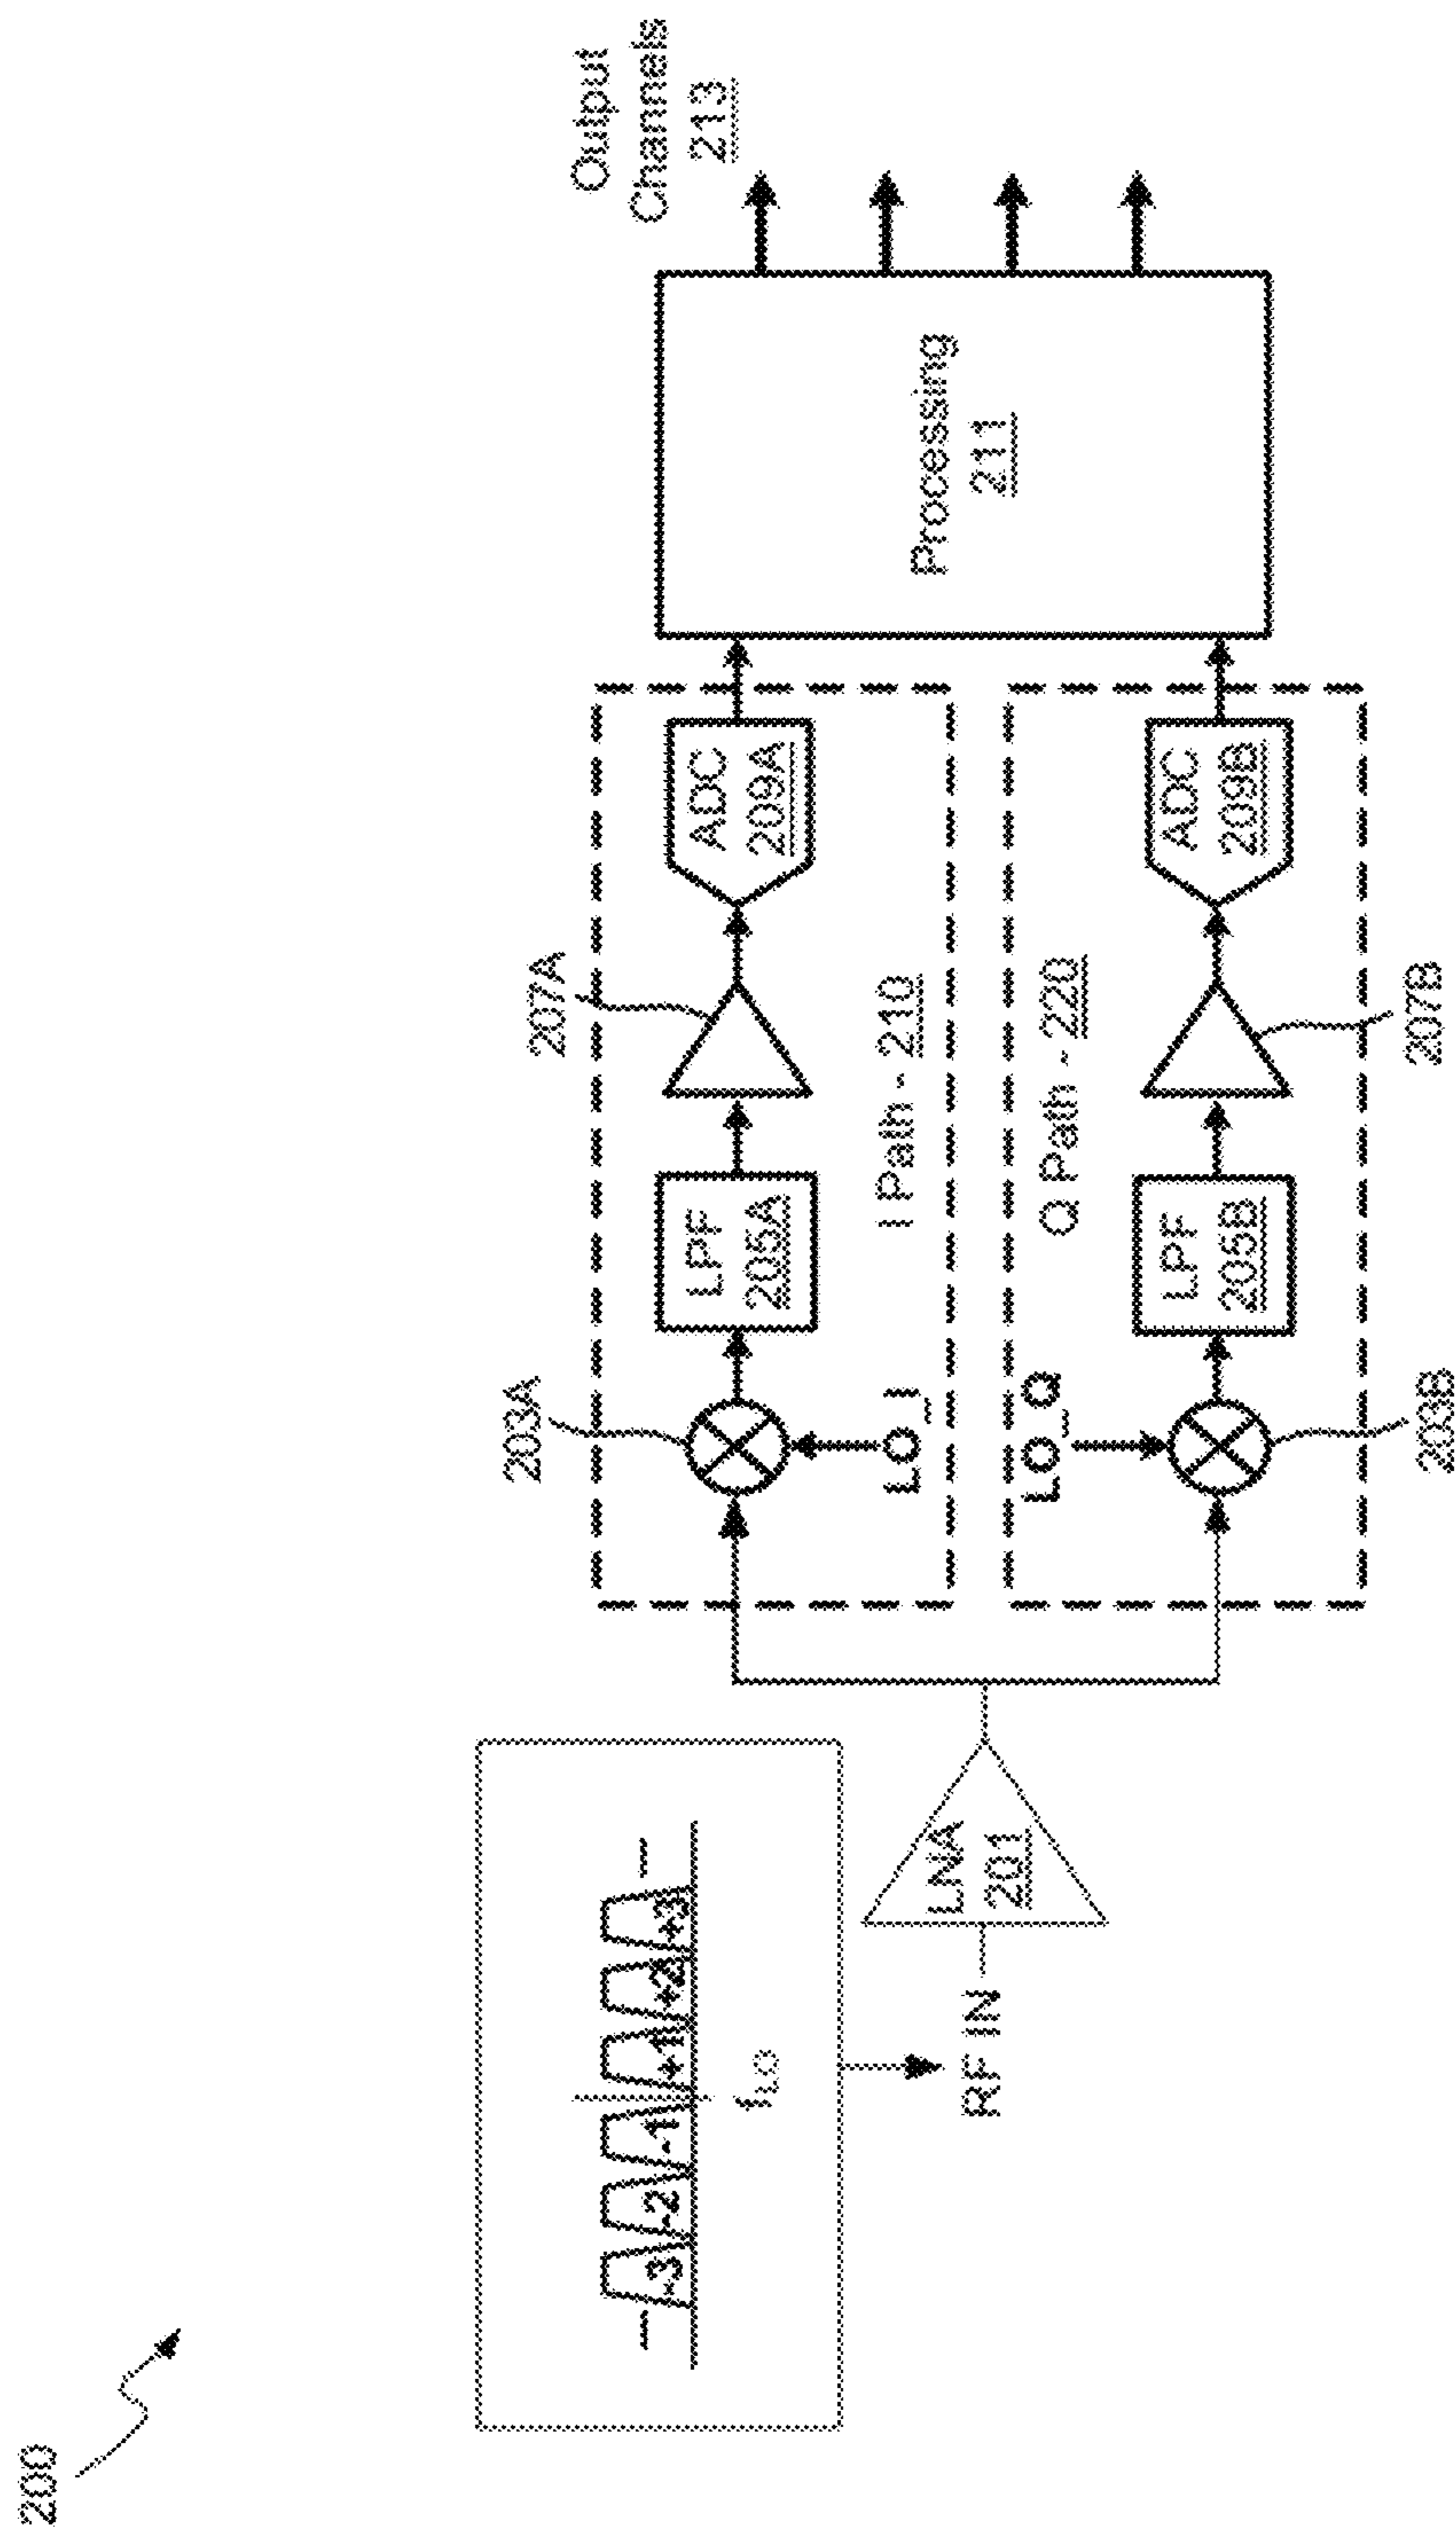 200
-3 -2 -1 +1 +2 +3
fLO
RF IN
LNA
201
203A
LO_I
LPF
205A
207A
ADC
209A
I Path - 210
Q Path - 220
LO_Q
203B
LPF
205B
207B
ADC
209B
Processing
211
Output
Channels
213